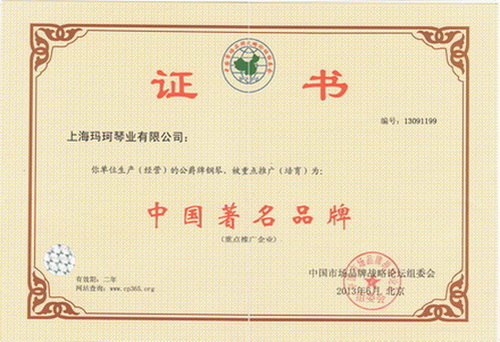 证 书
编号：13091199
上海玛珂琴业有限公司：
你单位生产（经营）的公爵牌钢琴，被重点推广（培育）为：
中国著名品牌
（重点推广企业）
中国市场品牌战略论坛组委会
有效期：二年
网站查询：www.cp365.org
2013年6月 北京